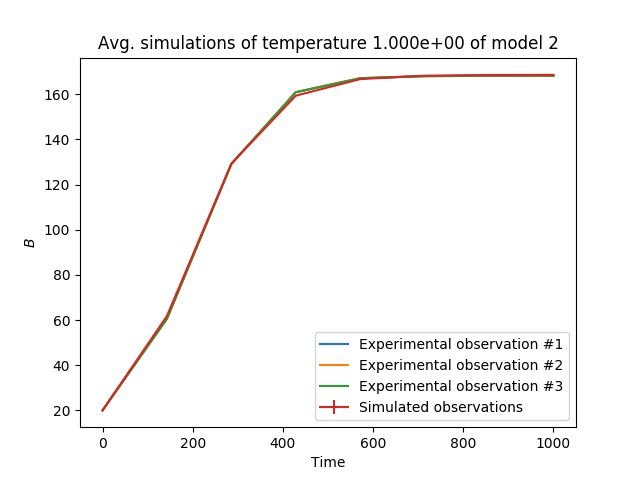 Avg. simulations of temperature 1.000e+00 of model 2
160
140
120
100
80
60
40
20
B
0
200
400
600
800
1000
Time
Experimental observation #1
Experimental observation #2
Experimental observation #3
Simulated observations